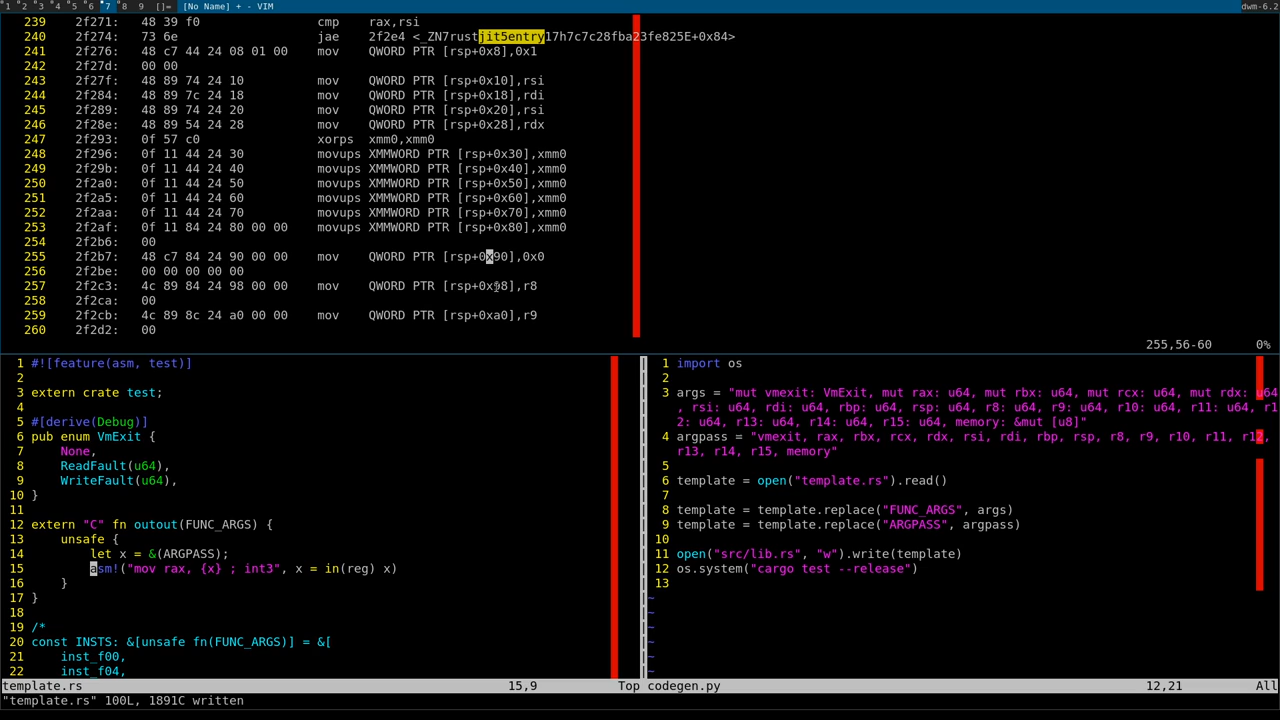 1 2 3 4 5 6 7 8 9 []= [No Name] + - VIM dwm-6.2
239 2f271: 48 39 f0 cmp rax,rsi
240 2f274: 73 6e jae 2f2e4 <_ZN7rustjit5entry17h7c7c28fba23fe825E+0x84>
241 2f276: 48 c7 44 24 08 01 00 mov QWORD PTR [rsp+0x8],0x1
242 2f27d: 00 00
243 2f27f: 48 89 74 24 10 mov QWORD PTR [rsp+0x10],rsi
244 2f284: 48 89 7c 24 18 mov QWORD PTR [rsp+0x18],rdi
245 2f289: 48 89 74 24 20 mov QWORD PTR [rsp+0x20],rsi
246 2f28e: 48 89 54 24 28 mov QWORD PTR [rsp+0x28],rdx
247 2f293: 0f 57 c0 xorps xmm0,xmm0
248 2f296: 0f 11 44 24 30 movups XMMWORD PTR [rsp+0x30],xmm0
249 2f29b: 0f 11 44 24 40 movups XMMWORD PTR [rsp+0x40],xmm0
250 2f2a0: 0f 11 44 24 50 movups XMMWORD PTR [rsp+0x50],xmm0
251 2f2a5: 0f 11 44 24 60 movups XMMWORD PTR [rsp+0x60],xmm0
252 2f2aa: 0f 11 44 24 70 movups XMMWORD PTR [rsp+0x70],xmm0
253 2f2af: 0f 11 84 24 80 00 00 movups XMMWORD PTR [rsp+0x80],xmm0
254 2f2b6: 00
255 2f2b7: 48 c7 84 24 90 00 00 mov QWORD PTR [rsp+0x90],0x0
256 2f2be: 00 00 00 00 00
257 2f2c3: 4c 89 84 24 98 00 00 mov QWORD PTR [rsp+0x98],r8
258 2f2ca: 00
259 2f2cb: 4c 89 8c 24 a0 00 00 mov QWORD PTR [rsp+0xa0],r9
260 2f2d2: 00
255,56-60 0%
1 #![feature(asm, test)]
2
3 extern crate test;
4
5 #[derive(Debug)]
6 pub enum VmExit {
7 None,
8 ReadFault(u64),
9 WriteFault(u64),
10 }
11
12 extern "C" fn outout(FUNC_ARGS) {
13 unsafe {
14 let x = &(ARGPASS);
15 asm!("mov rax, {x} ; int3", x = in(reg) x)
16 }
17 }
18
19 /*
20 const INSTS: &[unsafe fn(FUNC_ARGS)] = &[
21 inst_f00,
22 inst_f04,
template.rs 15,9 Top
1 import os
2
3 args = "mut vmexit: VmExit, mut rax: u64, mut rbx: u64, mut rcx: u64, mut rdx: u64
, rsi: u64, rdi: u64, rbp: u64, rsp: u64, r8: u64, r9: u64, r10: u64, r11: u64, r1
2: u64, r13: u64, r14: u64, r15: u64, memory: &mut [u8]"
4 argpass = "vmexit, rax, rbx, rcx, rdx, rsi, rdi, rbp, rsp, r8, r9, r10, r11, r12,
r13, r14, r15, memory"
5
6 template = open("template.rs").read()
7
8 template = template.replace("FUNC_ARGS", args)
9 template = template.replace("ARGPASS", argpass)
10
11 open("src/lib.rs", "w").write(template)
12 os.system("cargo test --release")
13
~
~
~
~
~
~
codegen.py 12,21 All
"template.rs" 100L, 1891C written